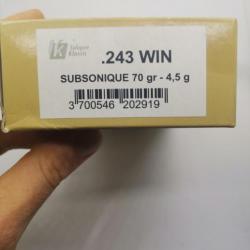 .243 WIN
SUBSONIQUE 70 gr - 4,5 g
3 700546 202919